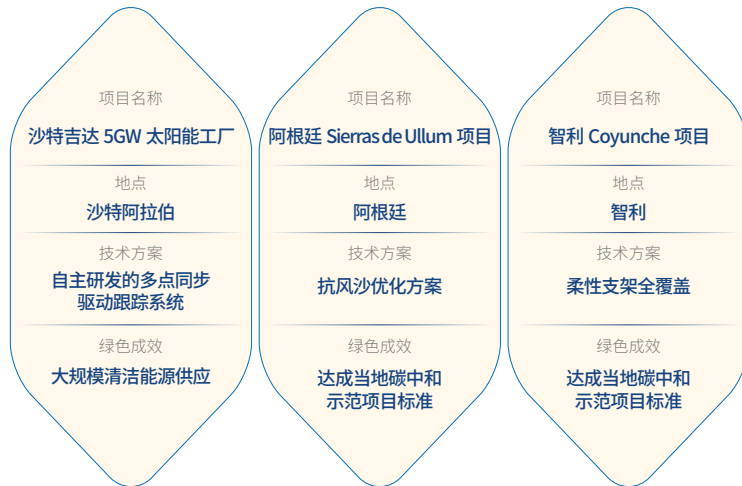 项目名称
沙特吉达 5GW 太阳能工厂
地点
沙特阿拉伯
技术方案
自主研发的多点同步
驱动跟踪系统
绿色成效
大规模清洁能源供应
项目名称
阿根廷 Sierras de Ullum 项目
地点
阿根廷
技术方案
抗风沙优化方案
绿色成效
达成当地碳中和
示范项目标准
项目名称
智利 Coyunche 项目
地点
智利
技术方案
柔性支架全覆盖
绿色成效
达成当地碳中和
示范项目标准